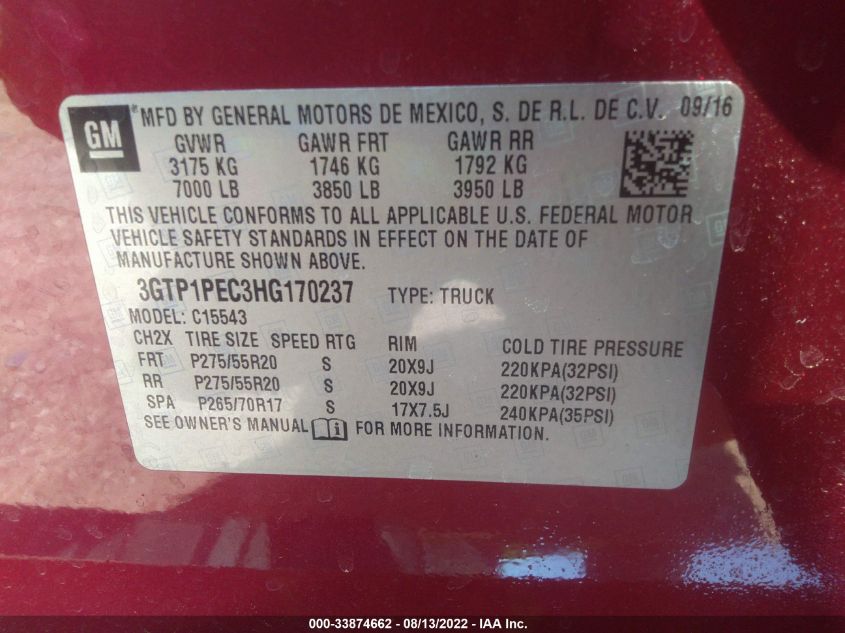 GM ® MFD BY GENERAL MOTORS DE MEXICO, S. DE R.L. DE C.V. 09/16
GVWR GAWR FRT GAWR RR
3175 KG 1746 KG 1792 KG
7000 LB 3850 LB 3950 LB
THIS VEHICLE CONFORMS TO ALL APPLICABLE U.S. FEDERAL MOTOR
VEHICLE SAFETY STANDARDS IN EFFECT ON THE DATE OF
MANUFACTURE SHOWN ABOVE.
3GTP1PEC3HG170237 TYPE: TRUCK
MODEL: C15543
CH2X TIRE SIZE SPEED RTG RIM COLD TIRE PRESSURE
FRT P275/55R20 S 20X9J 220KPA(32PSI)
RR P275/55R20 S 20X9J 220KPA(32PSI)
SPA P265/70R17 S 17X7.5J 240KPA(35PSI)
SEE OWNER'S MANUAL FOR MORE INFORMATION.
000-33874662 - 08/13/2022 - IAA Inc.